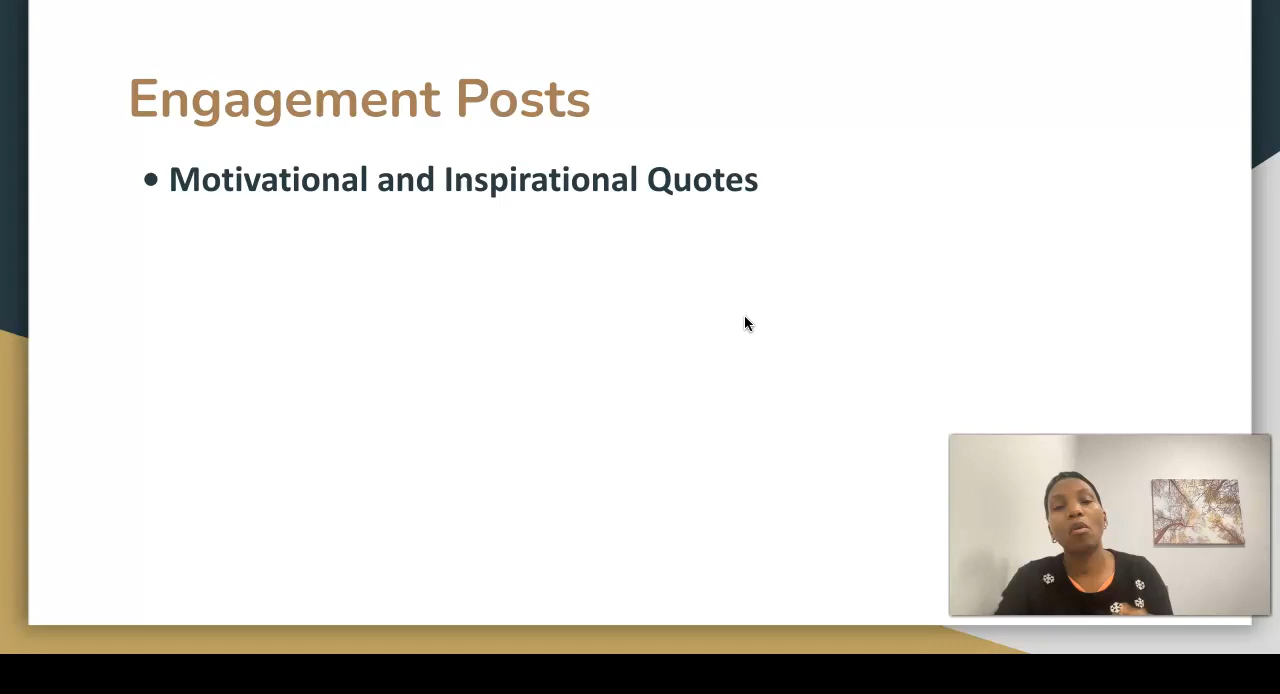 Engagement Posts
• Motivational and Inspirational Quotes